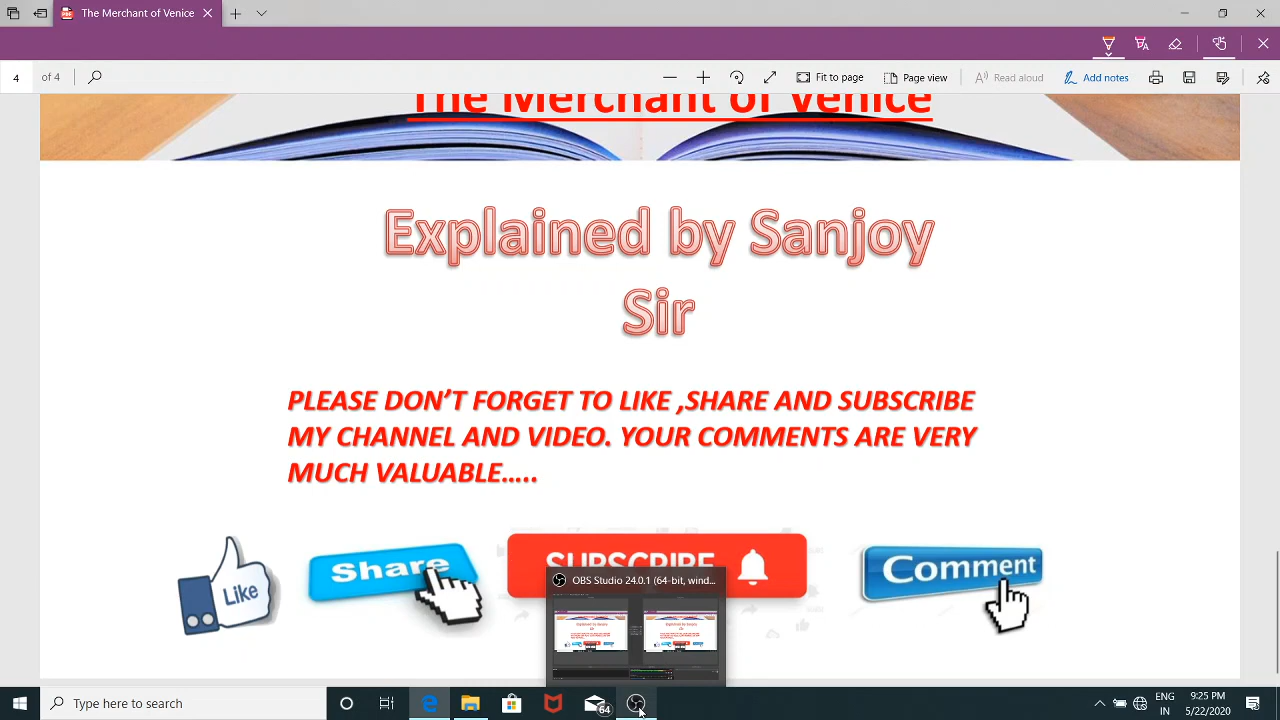 The Merchant of Venice
4 of 4
Fit to page
Page view
Read aloud
Add notes
The Merchant of Venice
Explained by Sanjoy
Sir
PLEASE DON'T FORGET TO LIKE ,SHARE AND SUBSCRIBE
MY CHANNEL AND VIDEO. YOUR COMMENTS ARE VERY
MUCH VALUABLE.....
Like
Share
SUBSCRIBE
Comment
OBS Studio 24.0.1 (64-bit, wind...
Type here to search
64
ENG
IN
9:25 PM
5/22/2020